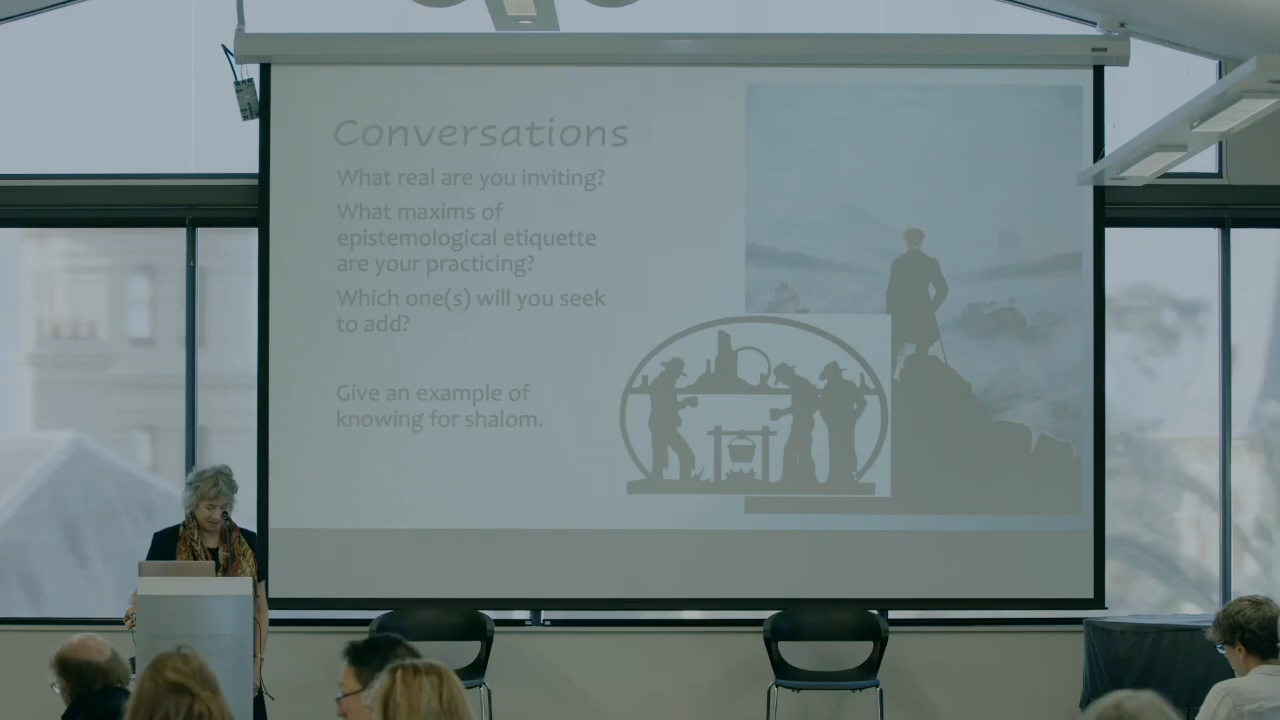 Conversations
What real are you inviting?
What maxims of
epistemological etiquette
are your practicing?
Which one(s) will you seek
to add?
Give an example of
knowing for shalom.